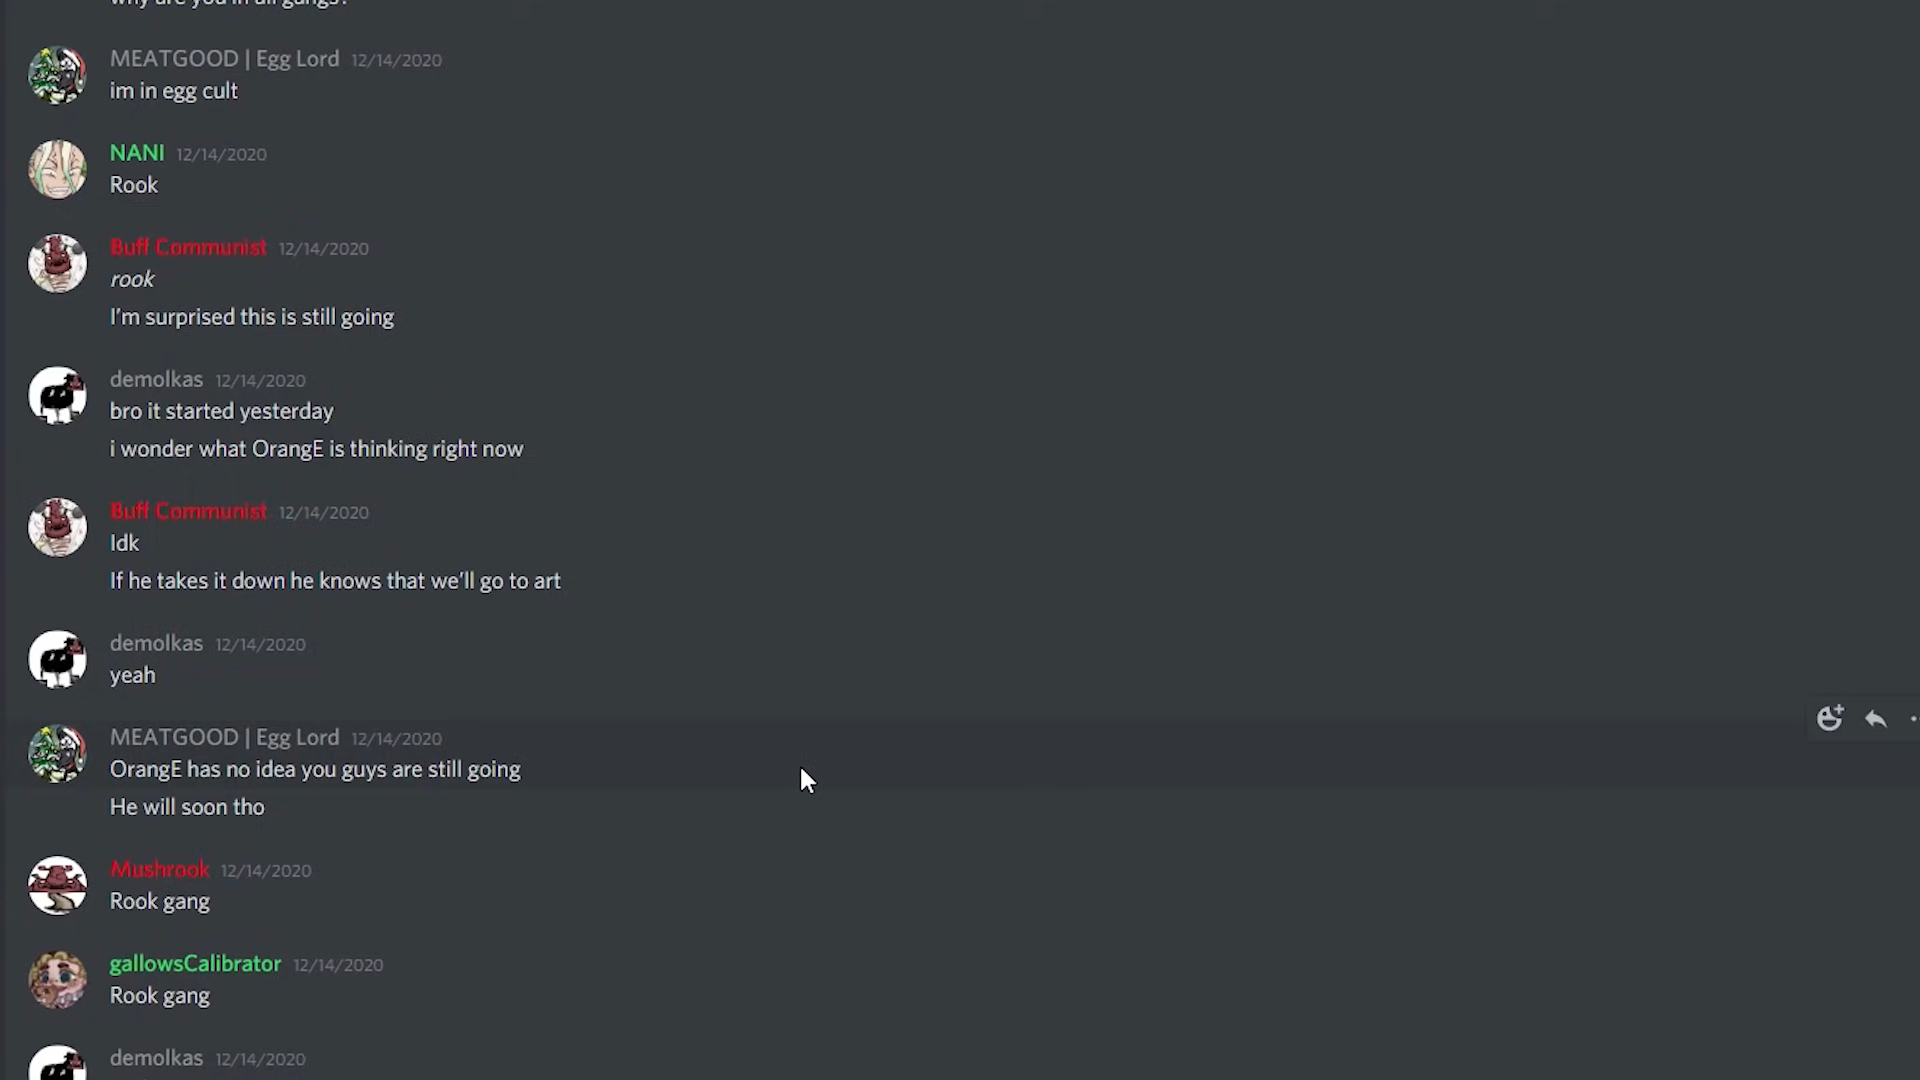 why are you in all gangs?
MEATGOOD | Egg Lord 12/14/2020
im in egg cult
NANI 12/14/2020
Rook
Buff Communist 12/14/2020
rook
I'm surprised this is still going
demolkas 12/14/2020
bro it started yesterday
i wonder what OrangE is thinking right now
Buff Communist 12/14/2020
Idk
If he takes it down he knows that we'll go to art
demolkas 12/14/2020
yeah
MEATGOOD | Egg Lord 12/14/2020
OrangE has no idea you guys are still going
He will soon tho
Mushrook 12/14/2020
Rook gang
gallowsCalibrator 12/14/2020
Rook gang
demolkas 12/14/2020